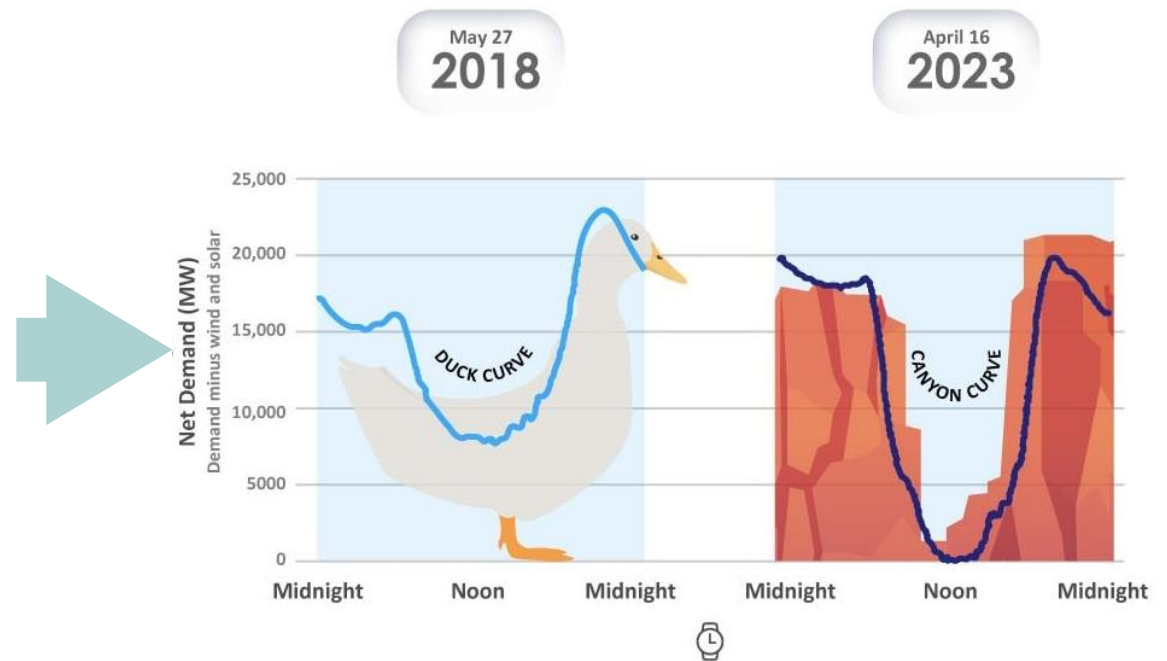 May 27
2018
April 16
2023
Net Demand (MW)
Demand minus wind and solar
25,000
20,000
15,000
10,000
5000
0
DUCK CURVE
CANYON CURVE
Midnight
Noon
Midnight
Midnight
Noon
Midnight